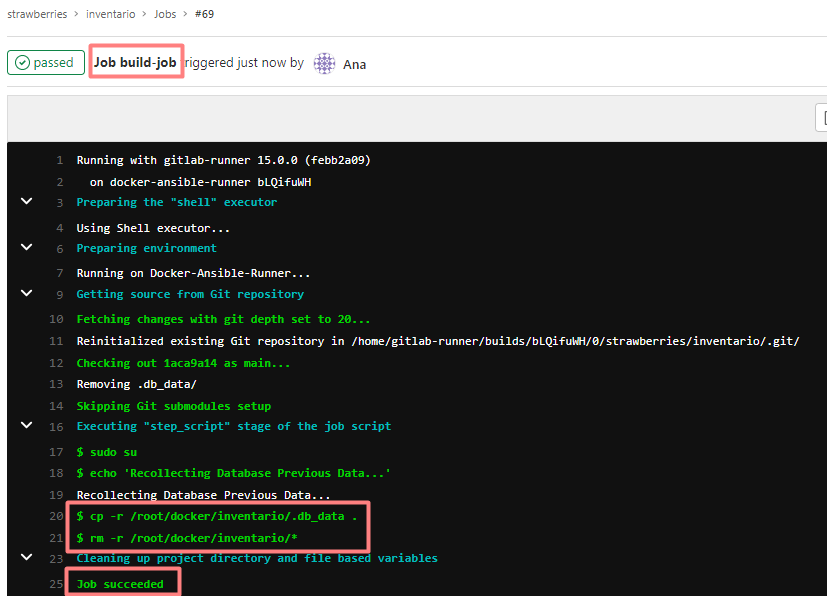 strawberries > inventario > Jobs > #69
passed Job build-job riggered just now by Ana
1 Running with gitlab-runner 15.0.0 (febb2a09)
2 on docker-ansible-runner bLQifuWH
3 Preparing the "shell" executor
4 Using Shell executor...
6 Preparing environment
7 Running on Docker-Ansible-Runner...
9 Getting source from Git repository
10 Fetching changes with git depth set to 20...
11 Reinitialized existing Git repository in /home/gitlab-runner/builds/bLQifuWH/0/strawberries/inventario/.git/
12 Checking out 1aca9a14 as main...
13 Removing .db_data/
14 Skipping Git submodules setup
16 Executing "step_script" stage of the job script
17 $ sudo su
18 $ echo 'Recollecting Database Previous Data...'
19 Recollecting Database Previous Data...
20 $ cp -r /root/docker/inventario/.db_data .
21 $ rm -r /root/docker/inventario/*
23 Cleaning up project directory and file based variables
25 Job succeeded